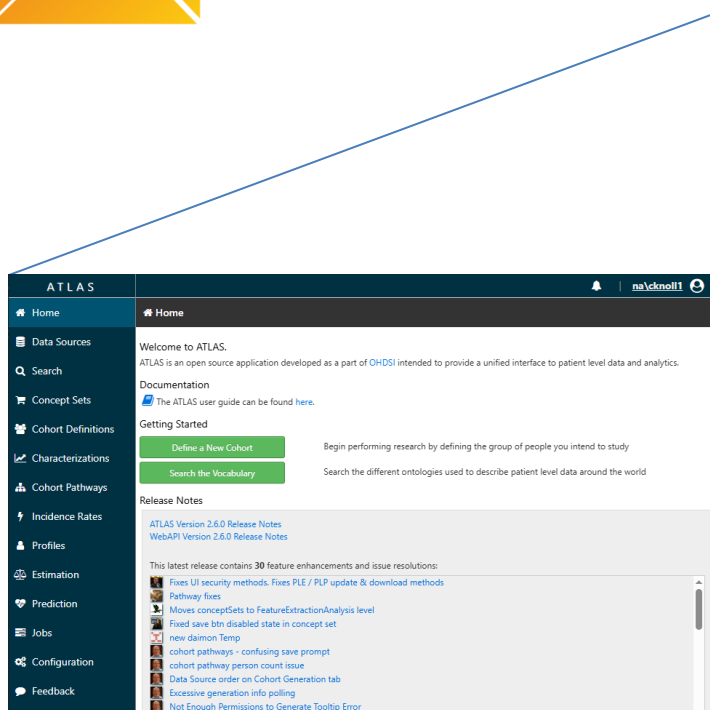 ATLAS
na\cknoll1
Home
Home
Data Sources
Search
Concept Sets
Cohort Definitions
Characterizations
Cohort Pathways
Incidence Rates
Profiles
Estimation
Prediction
Jobs
Configuration
Feedback
Welcome to ATLAS.
ATLAS is an open source application developed as a part of OHDSI intended to provide a unified interface to patient level data and analytics.
Documentation
The ATLAS user guide can be found here.
Getting Started
Define a New Cohort Begin performing research by defining the group of people you intend to study
Search the Vocabulary Search the different ontologies used to describe patient level data around the world
Release Notes
ATLAS Version 2.6.0 Release Notes
WebAPI Version 2.6.0 Release Notes
This latest release contains 30 feature enhancements and issue resolutions:
Fixes UI security methods. Fixes PLE / PLP update & download methods
Pathway fixes
Moves conceptSets to FeatureExtractionAnalysis level
Fixed save btn disabled state in concept set
new daimon Temp
cohort pathways - confusing save prompt
cohort pathway person count issue
Data Source order on Cohort Generation tab
Excessive generation info polling
Not Enough Permissions to Generate Tooltip Error